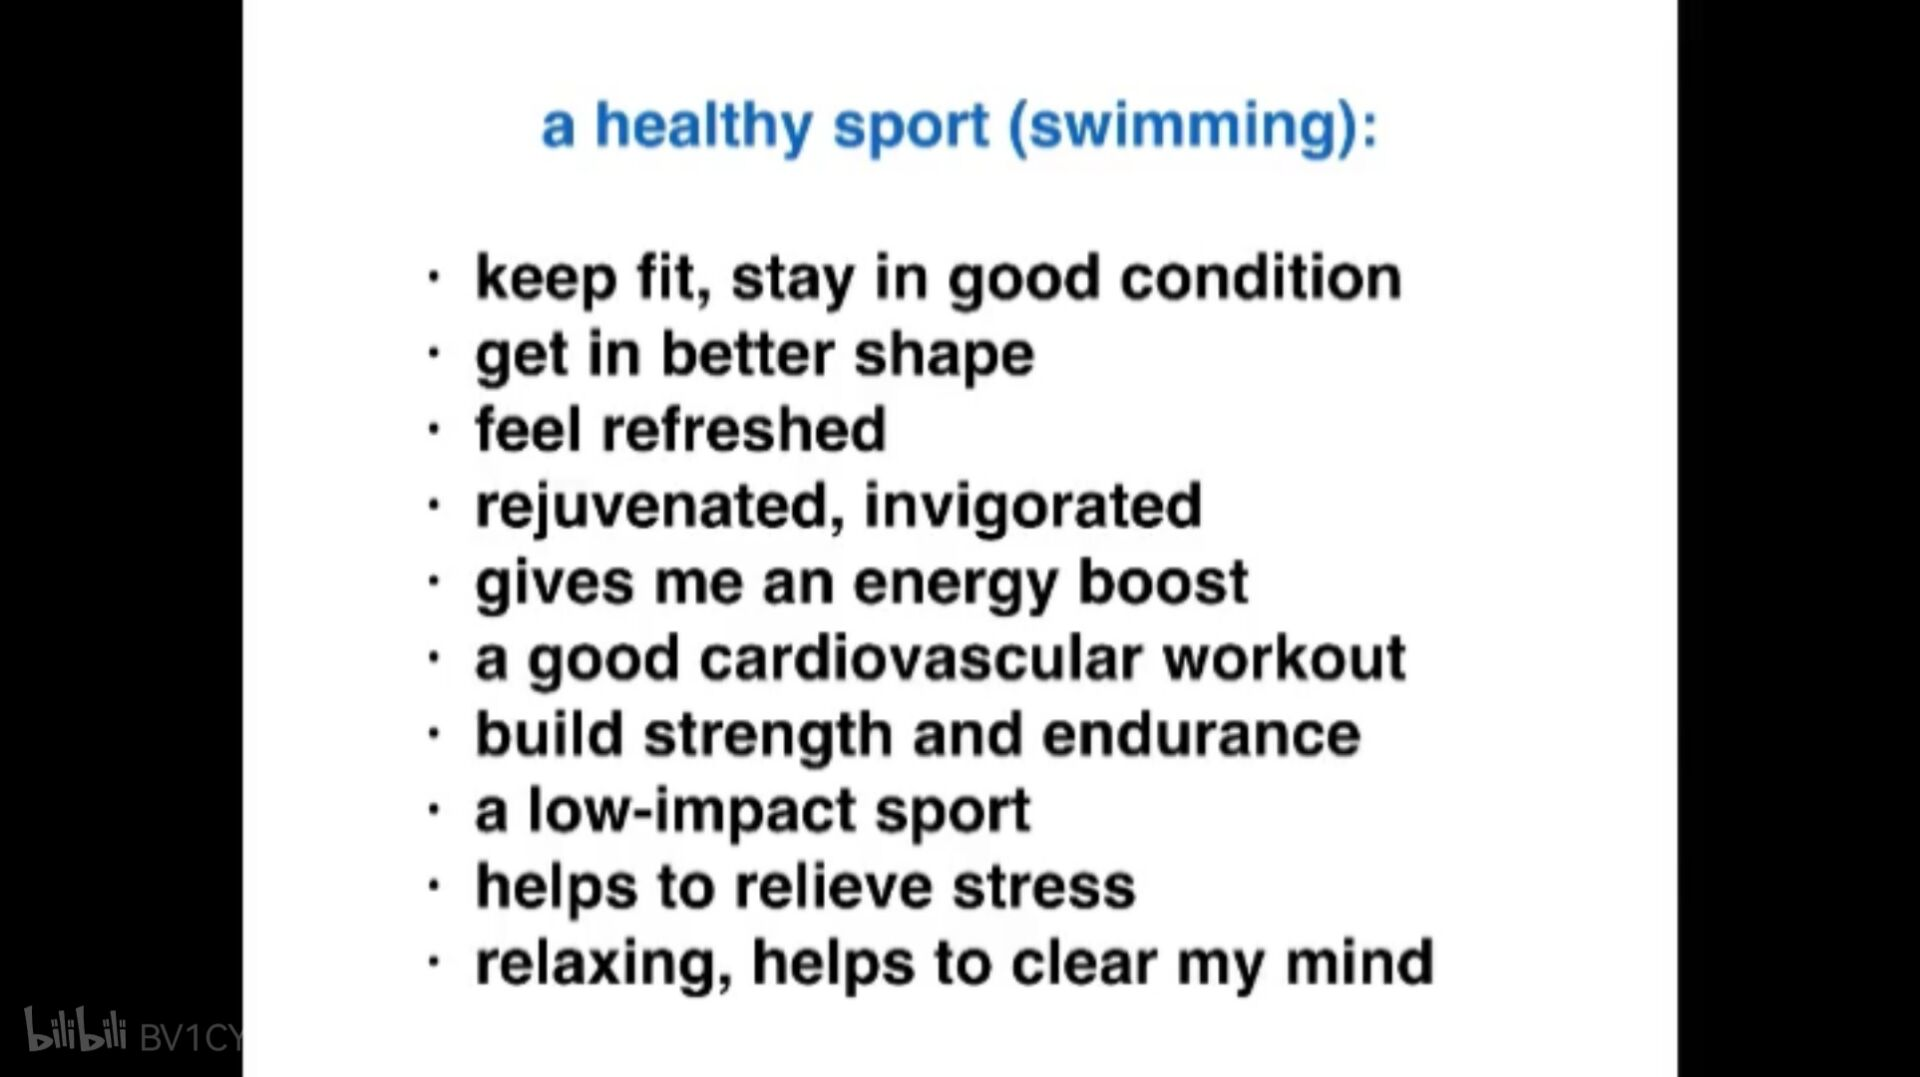 a healthy sport (swimming):
· keep fit, stay in good condition
· get in better shape
· feel refreshed
· rejuvenated, invigorated
· gives me an energy boost
· a good cardiovascular workout
· build strength and endurance
· a low-impact sport
· helps to relieve stress
· relaxing, helps to clear my mind
bilibili BV1CY